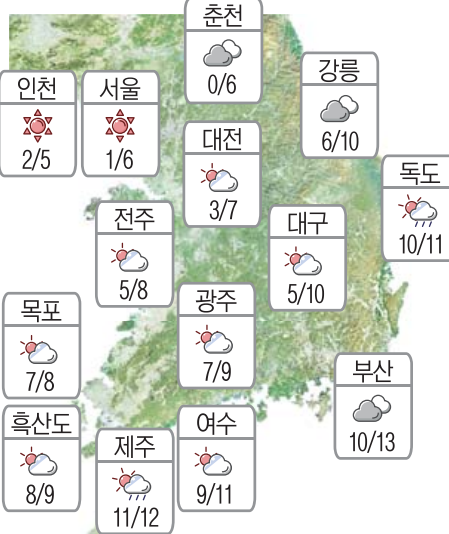 춘천
0/6
강릉
6/10
인천
2/5
서울
1/6
대전
3/7
독도
10/11
전주
5/8
대구
5/10
광주
7/9
목포
7/8
부산
10/13
흑산도
8/9
제주
11/12
여수
9/11